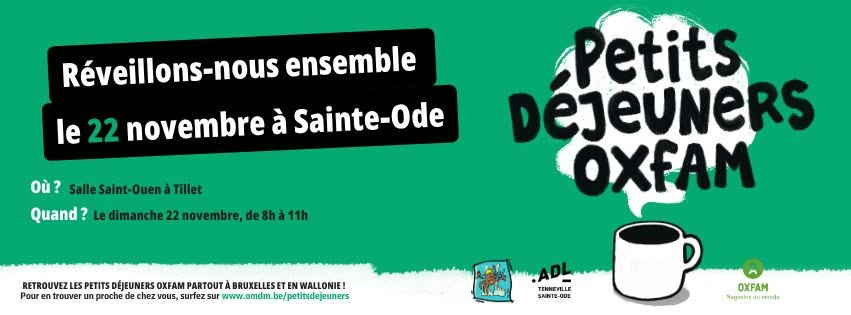 Réveillons-nous ensemble
le 22 novembre à Sainte-Ode
Où ? Salle Saint-Ouen à Tillet
Quand ? Le dimanche 22 novembre, de 8h à 11h
Petits
DÉJEUNERS
OXFAM
RETROUVEZ LES PETITS DÉJEUNERS OXFAM PARTOUT À BRUXELLES ET EN WALLONIE !
Pour en trouver un proche de chez vous, surfez sur www.omdm.be/petitsdejeuners
.ADL
TENNEVILLE
SAINTE-ODE
OXFAM
Magazine du monde